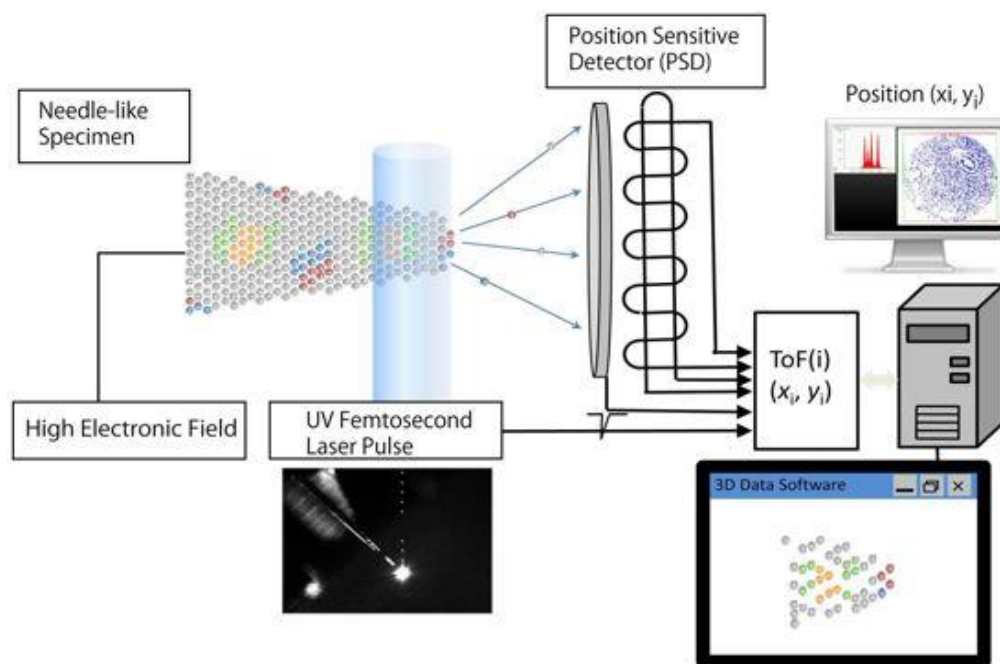 Position Sensitive
Detector (PSD)
Needle-like
Specimen
Position (xi, yᵢ)
High Electronic Field
UV Femtosecond
Laser Pulse
ToF(i)
(xᵢ, yᵢ)
3D Data Software